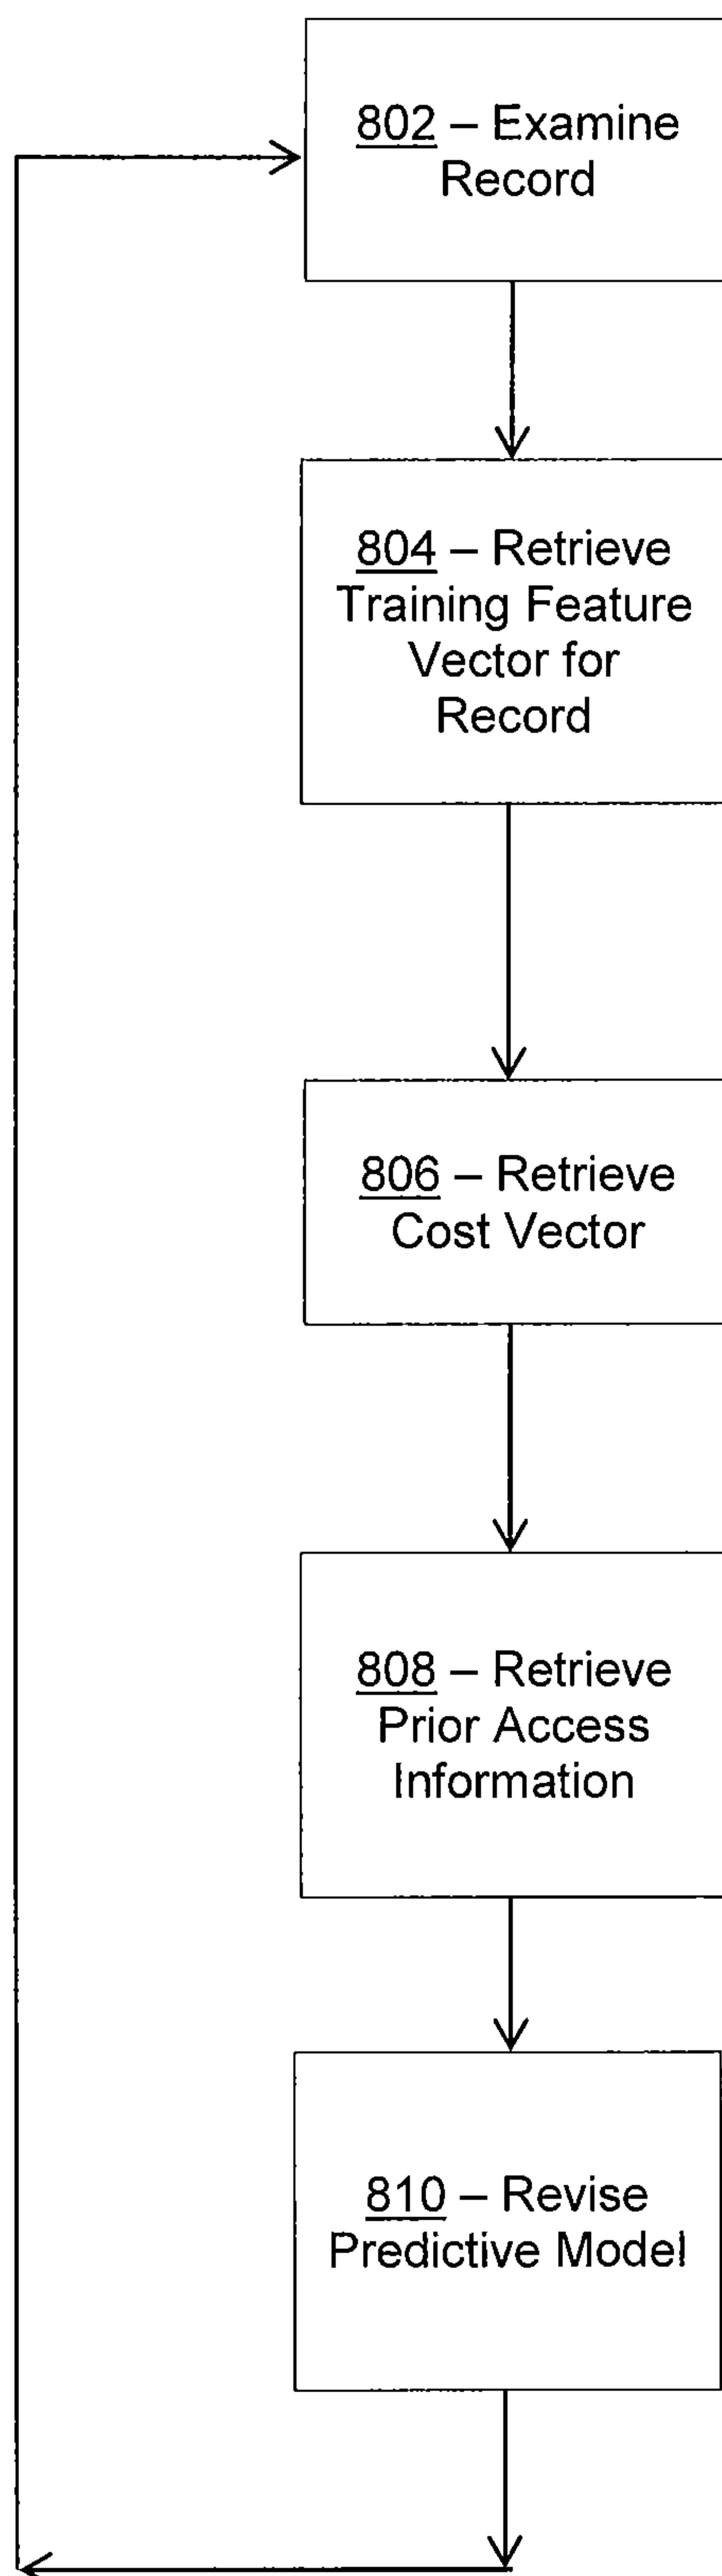 802 – Examine
Record
804 – Retrieve
Training Feature
Vector for
Record
806 – Retrieve
Cost Vector
808 – Retrieve
Prior Access
Information
810 – Revise
Predictive Model